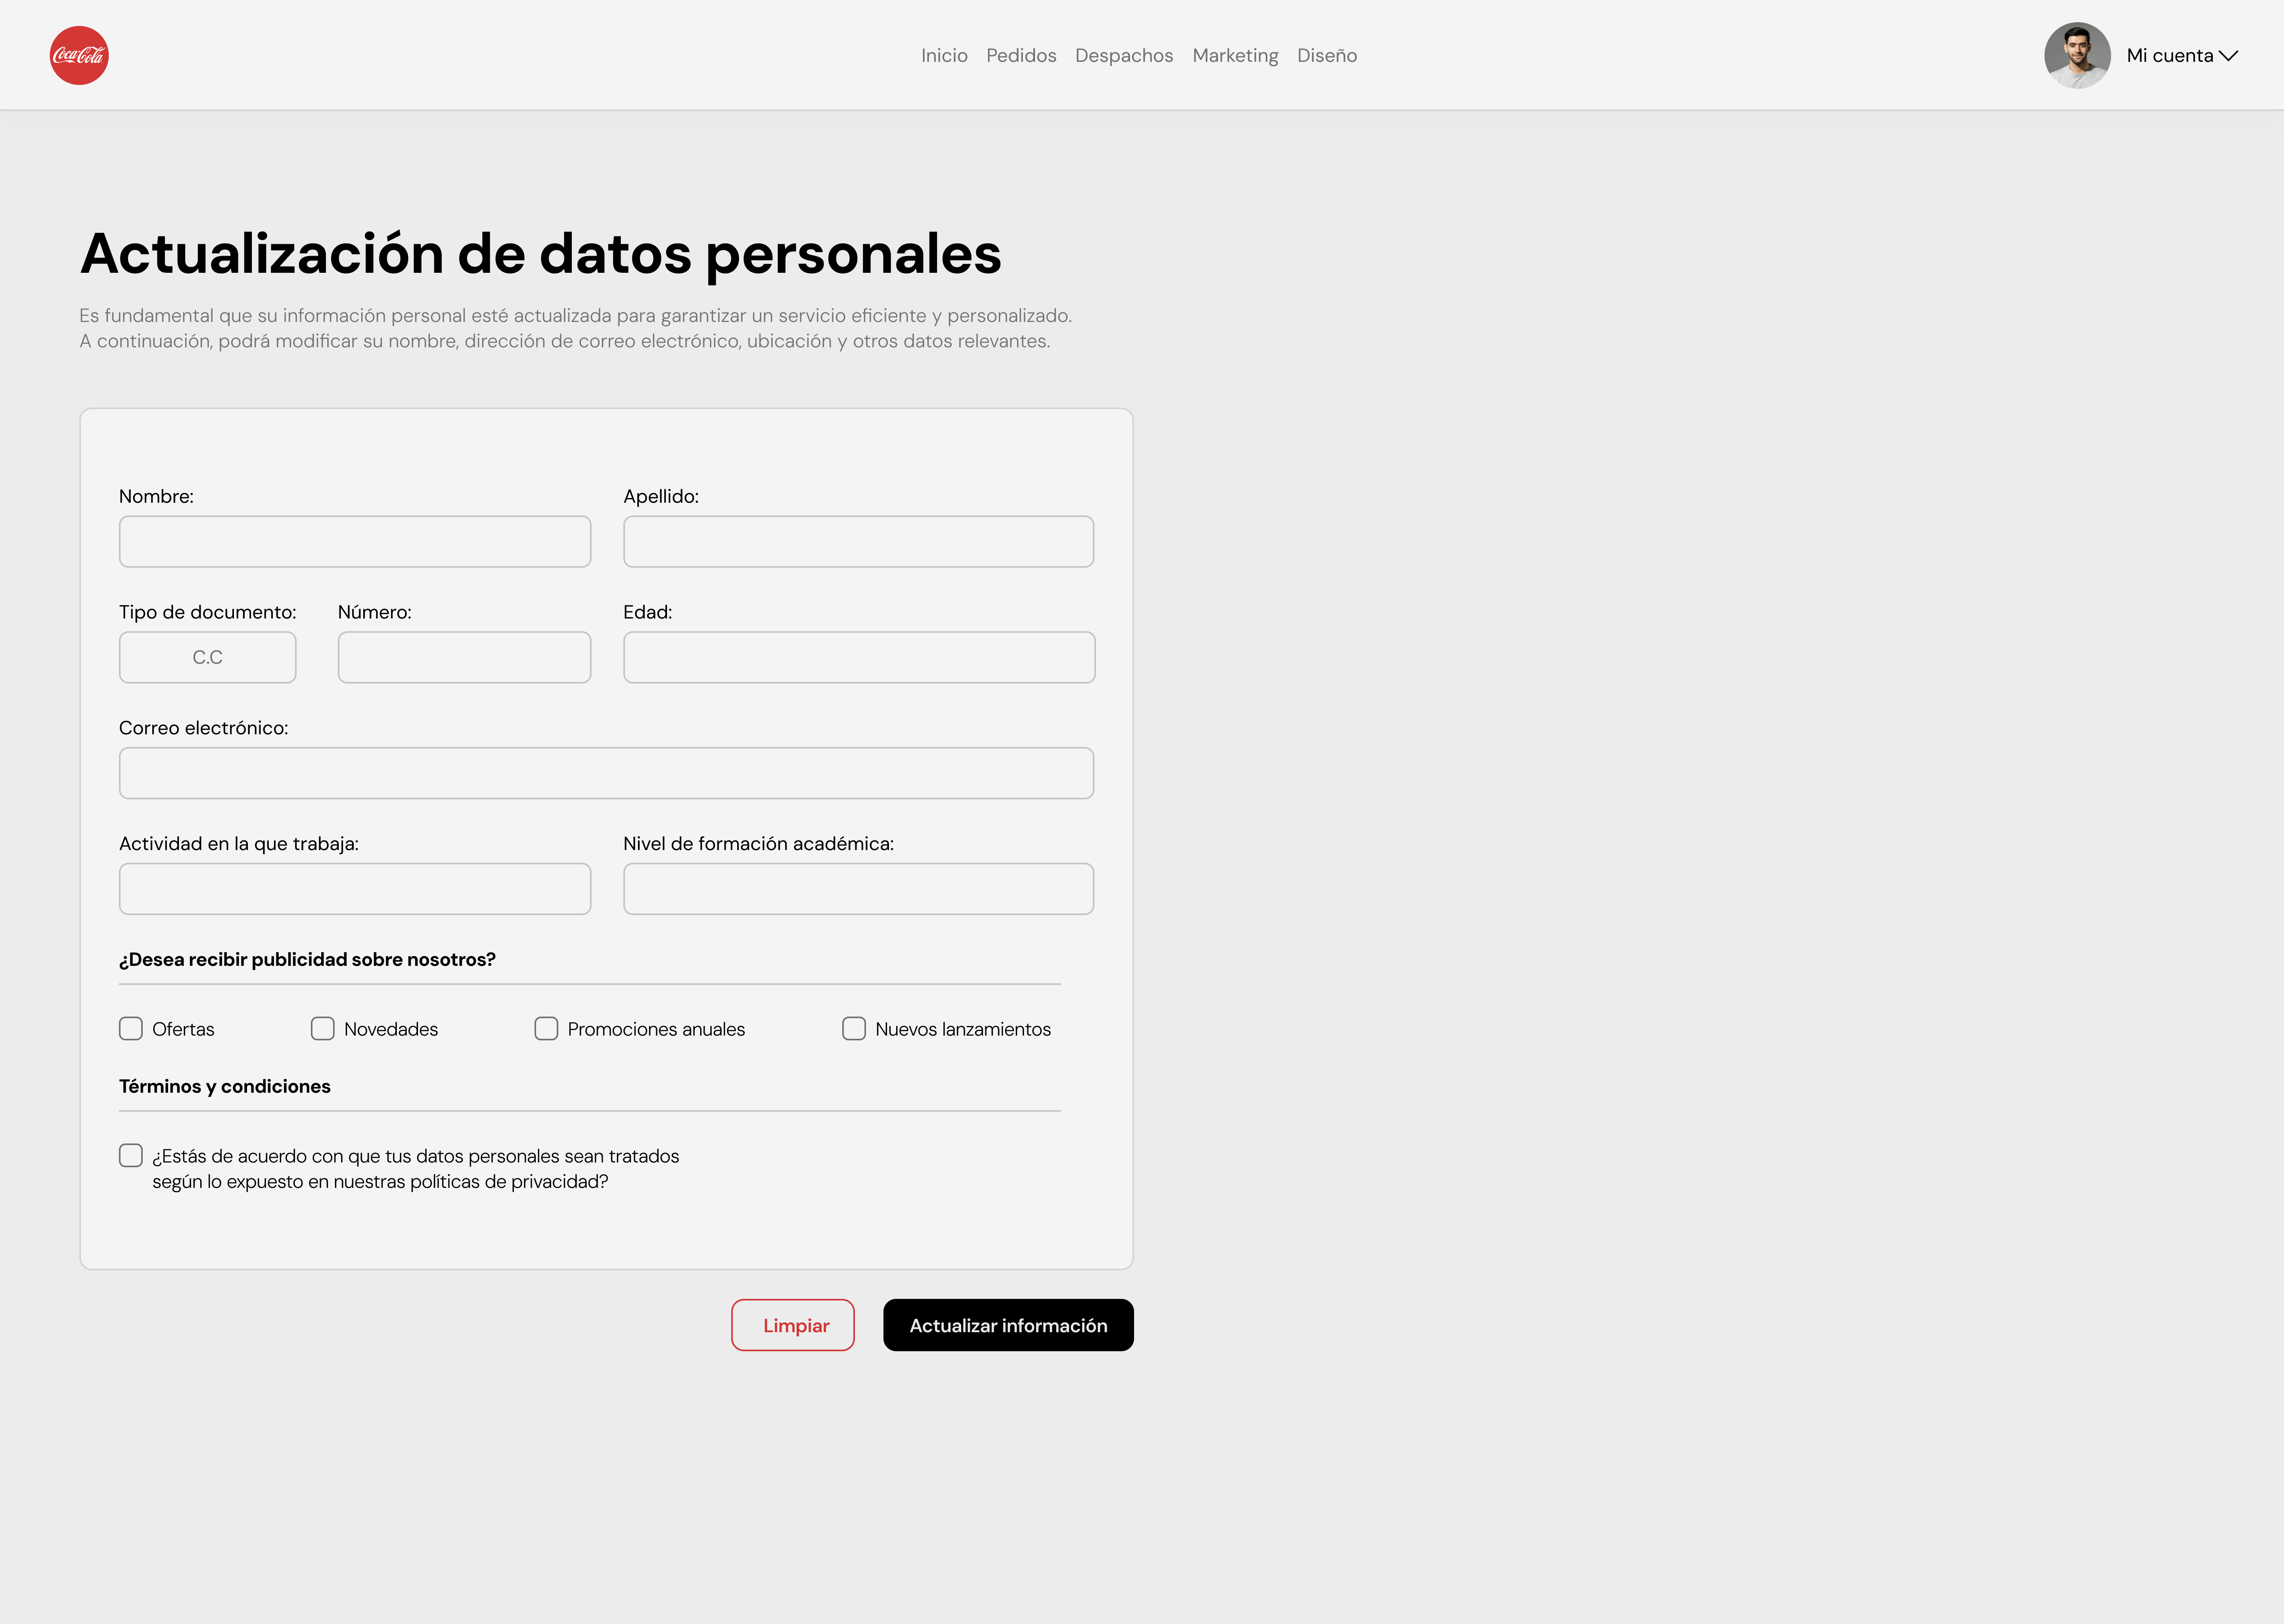 Coca-Cola
Inicio Pedidos Despachos Marketing Diseño
Mi cuenta
Actualización de datos personales
Es fundamental que su información personal esté actualizada para garantizar un servicio eficiente y personalizado.
A continuación, podrá modificar su nombre, dirección de correo electrónico, ubicación y otros datos relevantes.
Nombre: Apellido:
Tipo de documento: Número: Edad:
C.C
Correo electrónico:
Actividad en la que trabaja: Nivel de formación académica:
¿Desea recibir publicidad sobre nosotros?
Ofertas Novedades Promociones anuales Nuevos lanzamientos
Términos y condiciones
¿Estás de acuerdo con que tus datos personales sean tratados
según lo expuesto en nuestras políticas de privacidad?
Limpiar Actualizar información